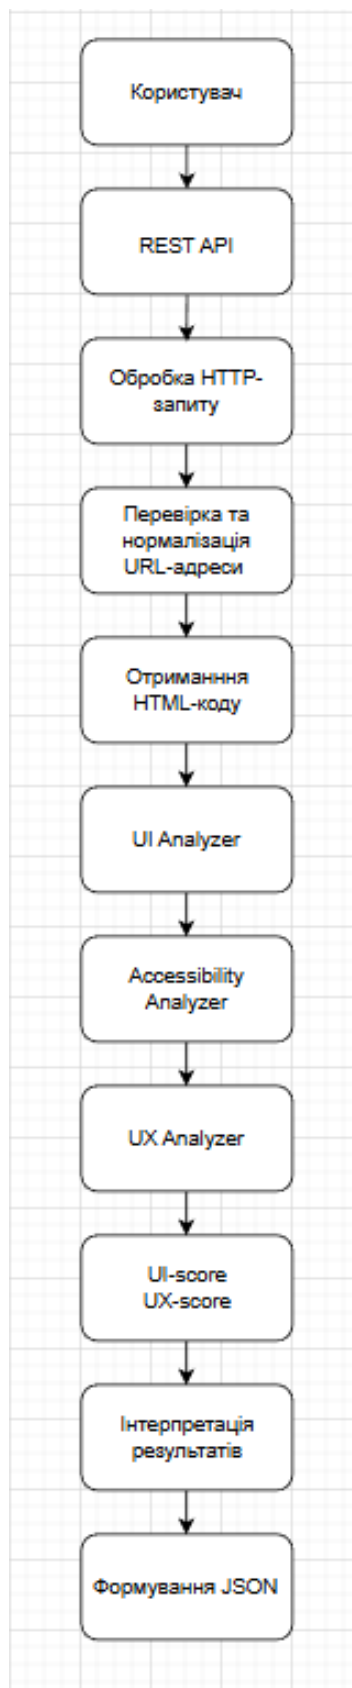 Користувач
REST API
Обробка HTTP-
запиту
Перевірка та
нормалізація
URL-адреси
Отриманння
HTML-коду
UI Analyzer
Accessibility
Analyzer
UX Analyzer
UI-score
UX-score
Інтерпретація
результатів
Формування JSON